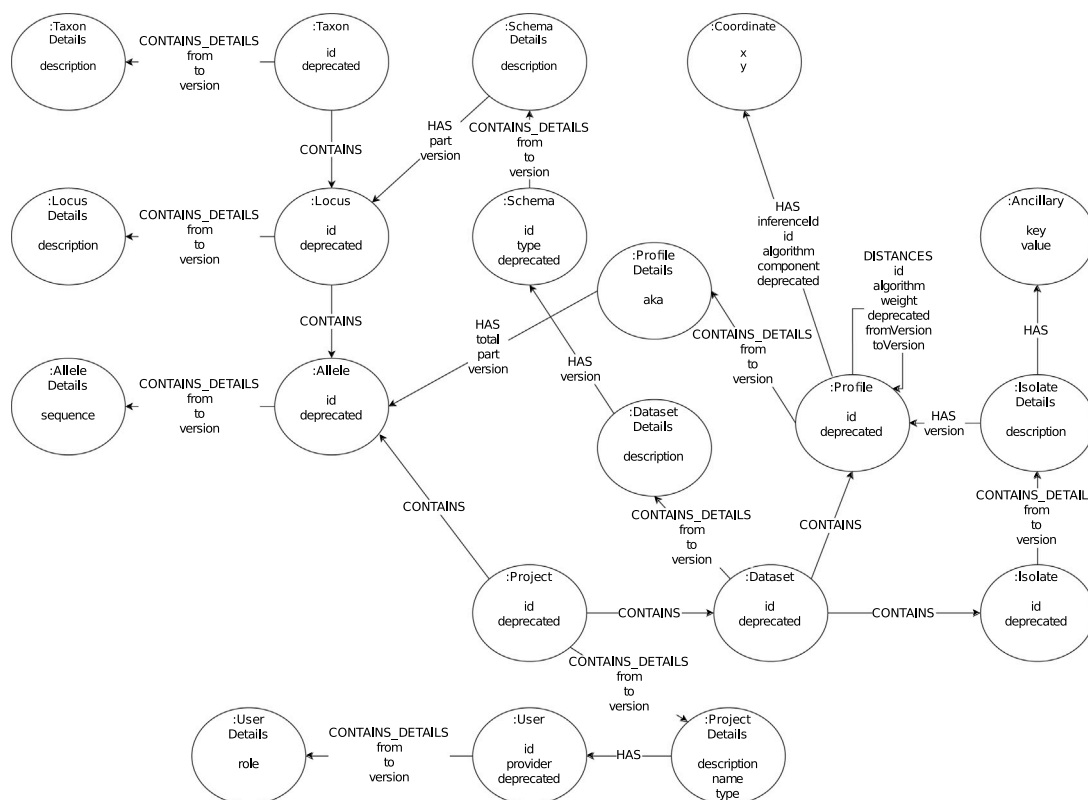 :Taxon
Details
description
CONTAINS_DETAILS
from
to
version
:Taxon
id
deprecated
:Schema
Details
description
:Coordinate
x
y
CONTAINS
HAS
part
version
CONTAINS_DETAILS
from
to
version
:Locus
Details
description
CONTAINS_DETAILS
from
to
version
:Locus
id
deprecated
:Schema
id
type
deprecated
HAS
inferenceId
id
algorithm
component
deprecated
:Ancillary
key
value
:Profile
Details
aka
DISTANCES
id
algorithm
weight
deprecated
fromVersion
toVersion
CONTAINS
HAS
total
part
version
CONTAINS_DETAILS
from
to
version
HAS
HAS
version
:Allele
Details
sequence
CONTAINS_DETAILS
from
to
version
:Allele
id
deprecated
:Dataset
Details
description
:Profile
id
deprecated
HAS
version
:Isolate
Details
description
CONTAINS
CONTAINS_DETAILS
from
to
version
CONTAINS
CONTAINS_DETAIL
from
to
version
:Project
id
deprecated
CONTAINS
:Dataset
id
deprecated
CONTAINS
:Isolate
id
deprecated
CONTAINS_DETAILS
from
to
version
:User
Details
role
CONTAINS_DETAILS
from
to
version
:User
id
provider
deprecated
HAS
:Project
Details
description
name
type